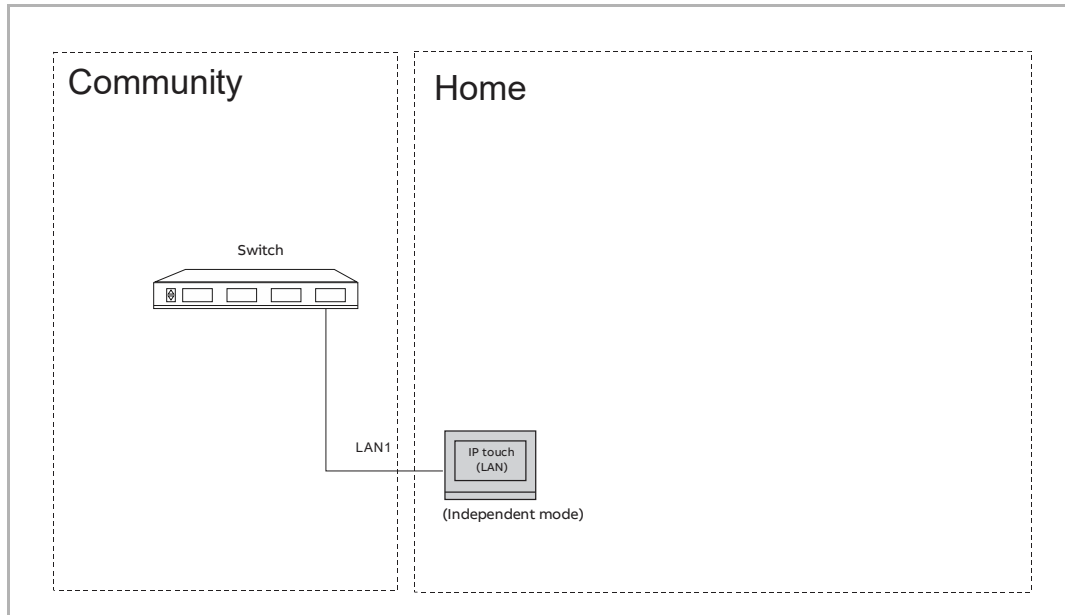 Community
Home
Switch
LAN1
IP touch
(LAN)
(Independent mode)